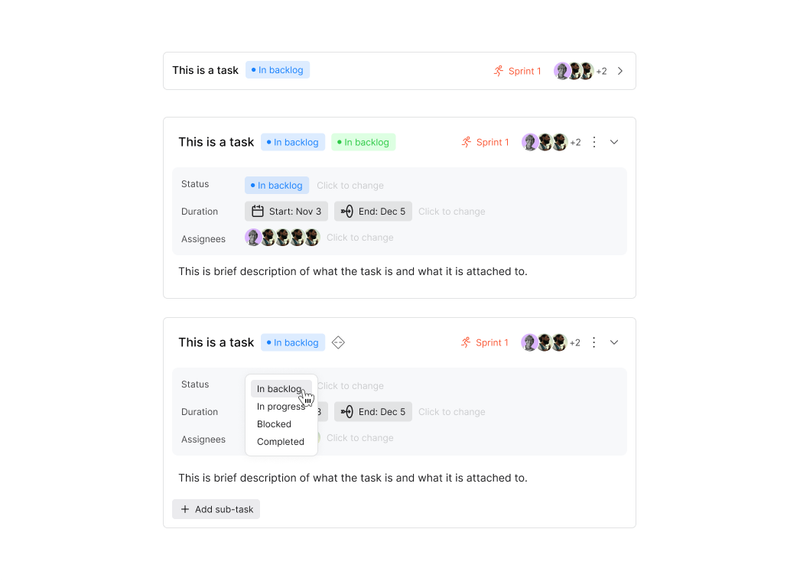 This is a task In backlog Sprint 1 +2
This is a task In backlog In backlog Sprint 1 +2
Status In backlog Click to change
Duration Start: Nov 3 End: Dec 5 Click to change
Assignees Click to change
This is brief description of what the task is and what it is attached to.
This is a task In backlog Sprint 1 +2
Status Click to change
In backlog
In progress
Duration 3 End: Dec 5 Click to change
Blocked
Assignees Click to change
Completed
This is brief description of what the task is and what it is attached to.
+ Add sub-task